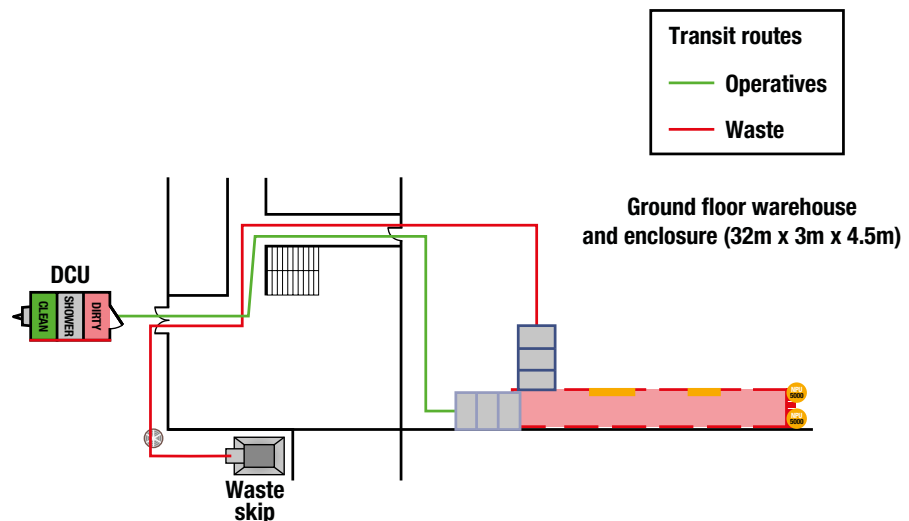 Transit routes
Operatives
Waste
Ground floor warehouse
and enclosure (32m x 3m x 4.5m)
DCU
CLEAN
SHOWER
DIRTY
NPU
5000
NPU
5000
Waste
skip